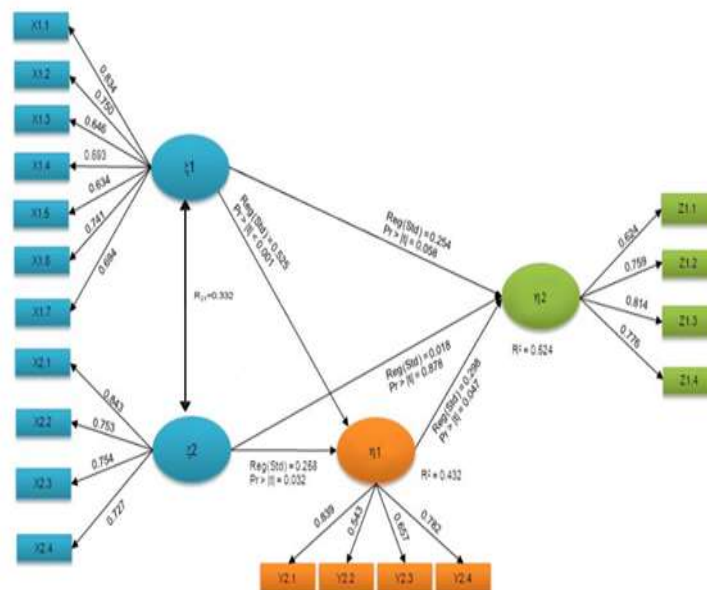 X1.1
X1.2
X1.3
X1.4
X1.5
X1.6
X1.7
0.834
0.750
0.646
0.693
0.634
0.741
0.694
ξ1
Reg(Std) = 0.254
Pr > |t| = 0.058
Reg(Std) = 0.525
Pr > |t| < 0.001
=0.332
Z1.1
Z1.2
Z1.3
Z1.4
0.624
0.759
0.814
0.776
η2
R² = 0.524
X2.1
X2.2
X2.3
X2.4
0.843
0.753
0.754
0.727
ξ2
Reg(Std) = 0.018
Pr > |t| = 0.878
Reg(Std) = 0.298
Pr > |t| = 0.047
Reg(Std) = 0.258
Pr > |t| = 0.032
η1
R² = 0.432
0.839
0.543
0.657
0.782
Y2.1
Y2.2
Y2.3
Y2.4